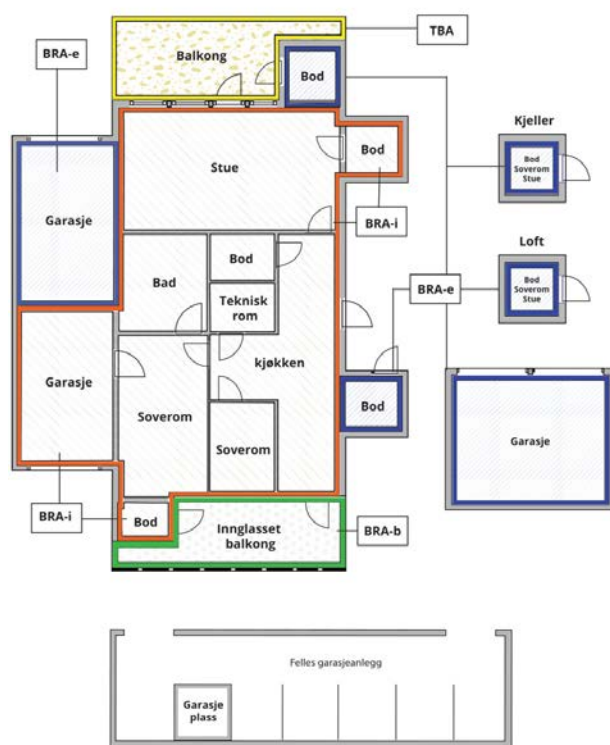 TBA
BRA-e
Balkong
Bod
Kjeller
Bod
Soverom
Stue
Bod
Stue
BRA-i
Garasje
Loft
Bod
Bad
Bod
Soverom
Stue
BRA-e
Teknisk
rom
Garasje
kjøkken
Bod
Soverom
Garasje
Soverom
BRA-i
Bod
Innglasset
balkong
BRA-b
Felles garasjeanlegg
Garasje
plass